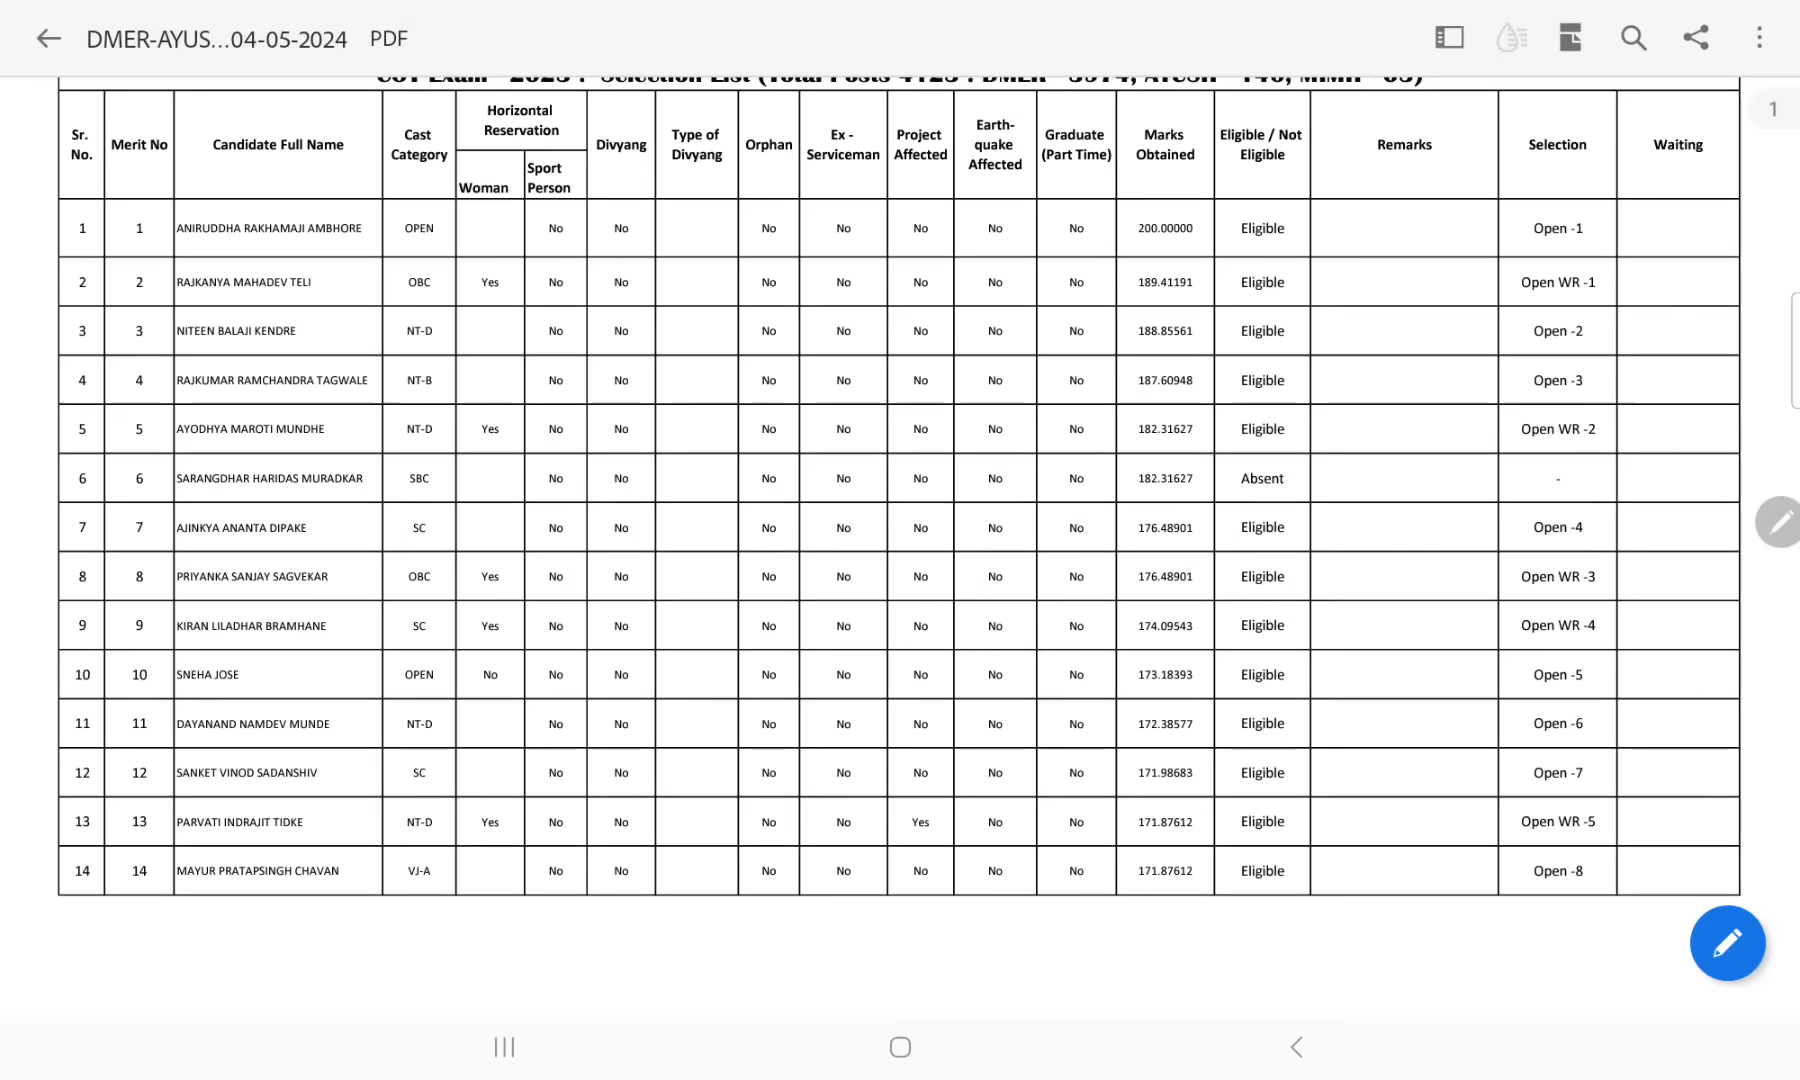 DMER-AYUS...04-05-2024 PDF
1
Sr. No. Merit No Candidate Full Name Cast Category Horizontal Reservation Woman Sport Person Divyang Type of Divyang Orphan Ex - Serviceman Project Affected Earth-quake Affected Graduate (Part Time) Marks Obtained Eligible / Not Eligible Remarks Selection Waiting
1 1 ANIRUDDHA RAKHAMAJI AMBHORE OPEN No No No No No No No 200.00000 Eligible Open -1
2 2 RAJKANYA MAHADEV TELI OBC Yes No No No No No No No 189.41191 Eligible Open WR -1
3 3 NITEEN BALAJI KENDRE NT-D No No No No No No No 188.85561 Eligible Open -2
4 4 RAJKUMAR RAMCHANDRA TAGWALE NT-B No No No No No No No 187.60948 Eligible Open -3
5 5 AYODHYA MAROTI MUNDHE NT-D Yes No No No No No No No 182.31627 Eligible Open WR -2
6 6 SARANGDHAR HARIDAS MURADKAR SBC No No No No No No No 182.31627 Absent -
7 7 AJINKYA ANANTA DIPAKE SC No No No No No No No 176.48901 Eligible Open -4
8 8 PRIYANKA SANJAY SAGVEKAR OBC Yes No No No No No No No 176.48901 Eligible Open WR -3
9 9 KIRAN LILADHAR BRAMHANE SC Yes No No No No No No No 174.09543 Eligible Open WR -4
10 10 SNEHA JOSE OPEN No No No No No No No No 173.18393 Eligible Open -5
11 11 DAYANAND NAMDEV MUNDE NT-D No No No No No No No 172.38577 Eligible Open -6
12 12 SANKET VINOD SADANSHIV SC No No No No No No No 171.98683 Eligible Open -7
13 13 PARVATI INDRAJIT TIDKE NT-D Yes No No No No Yes No No 171.87612 Eligible Open WR -5
14 14 MAYUR PRATAPSINGH CHAVAN VJ-A No No No No No No No 171.87612 Eligible Open -8